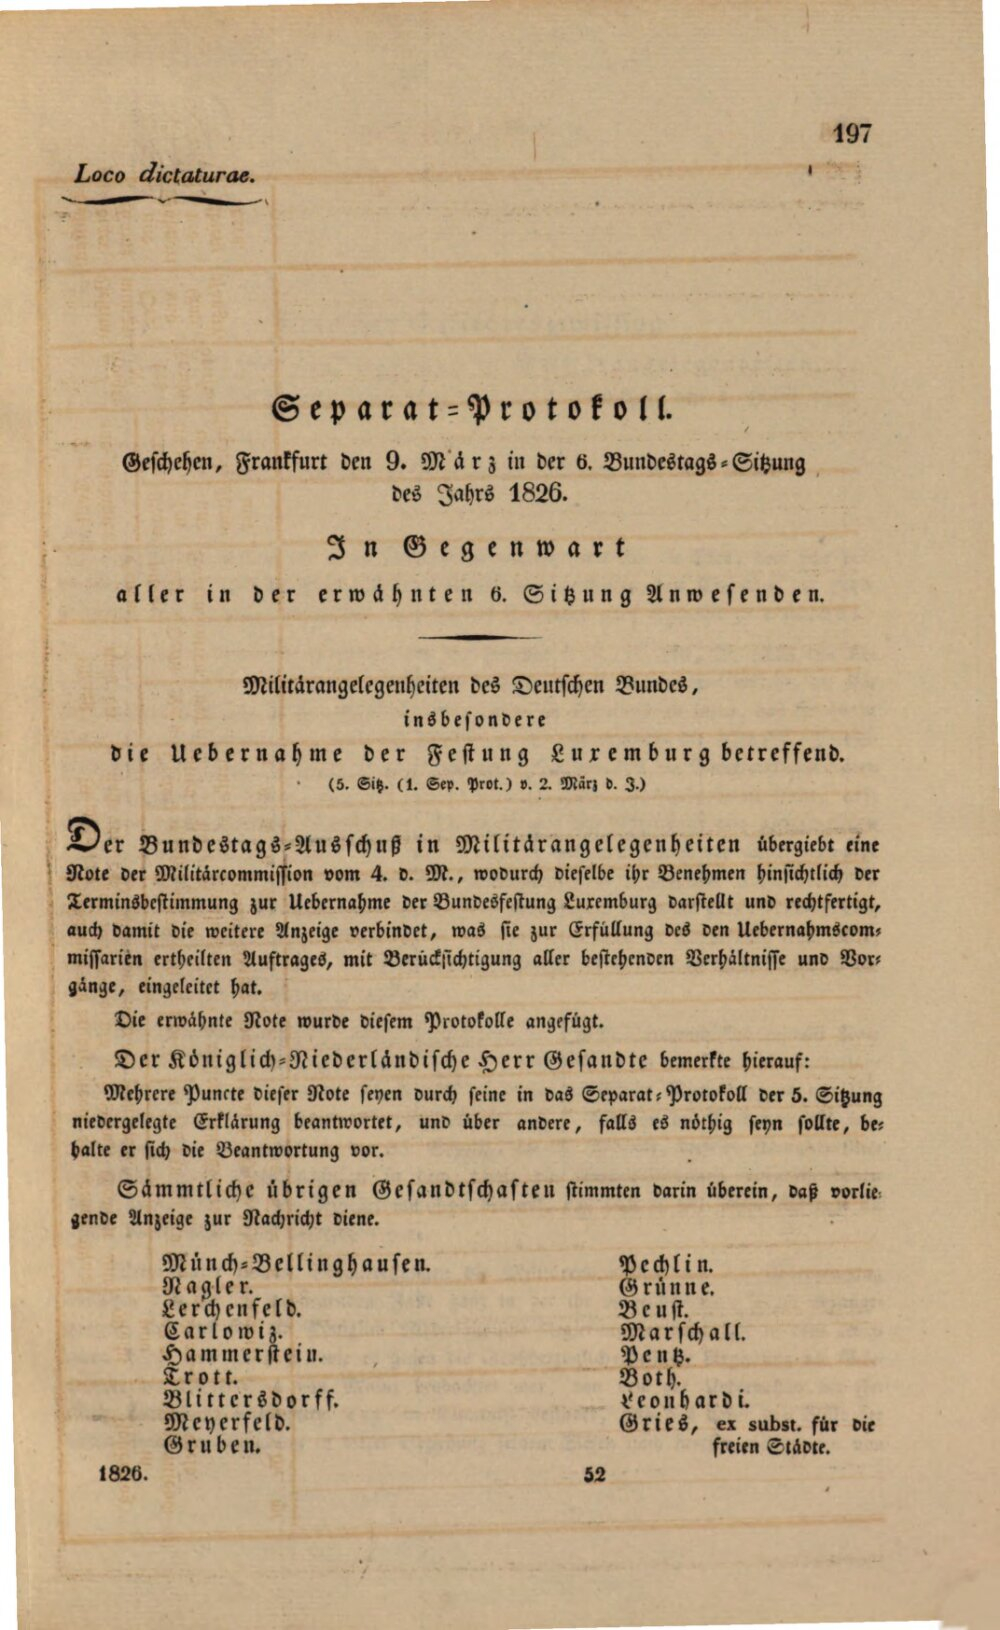 197
Loco dictaturae.
Separat-Protokoll.
Geschehen, Frankfurt den 9. März in der 6. Bundestags-Sitzung
des Jahrs 1826.
In Gegenwart
aller in der erwähnten 6. Sitzung Anwesenden.
Militärangelegenheiten des Deutschen Bundes,
insbesondere
die Uebernahme der Festung Luxemburg betreffend.
(5. Sitz. (1. Sep. Prot.) v. 2. März d. J.)
Der Bundestags-Ausschuß in Militärangelegenheiten übergiebt eine
Note der Militärcommission vom 4. d. M., wodurch dieselbe ihr Benehmen hinsichtlich der
Terminsbestimmung zur Uebernahme der Bundesfestung Luxemburg darstellt und rechtfertigt,
auch damit die weitere Anzeige verbindet, was sie zur Erfüllung des den Uebernahmscom-
missarien ertheilten Auftrages, mit Berücksichtigung aller bestehenden Verhältnisse und Vor-
gänge, eingeleitet hat.
Die erwähnte Note wurde diesem Protokolle angefügt.
Der Königlich-Niederländische Herr Gesandte bemerkte hierauf:
Mehrere Puncte dieser Note seyen durch seine in das Separat-Protokoll der 5. Sitzung
niedergelegte Erklärung beantwortet, und über andere, falls es nöthig seyn sollte, be-
halte er sich die Beantwortung vor.
Sämmtliche übrigen Gesandtschaften stimmten darin überein, daß vorlie-
gende Anzeige zur Nachricht diene.
Münch-Bellinghausen.
Nagler.
Lerchenfeld.
Carlowiz.
Hammerstein.
Trott.
Blittersdorff.
Meyerfeld.
Gruben.
Pechlin.
Grünne.
Beust.
Marschall.
Pentz.
Both.
Leonhardi.
Gries, ex subst. für die
freien Städte.
1826.
52